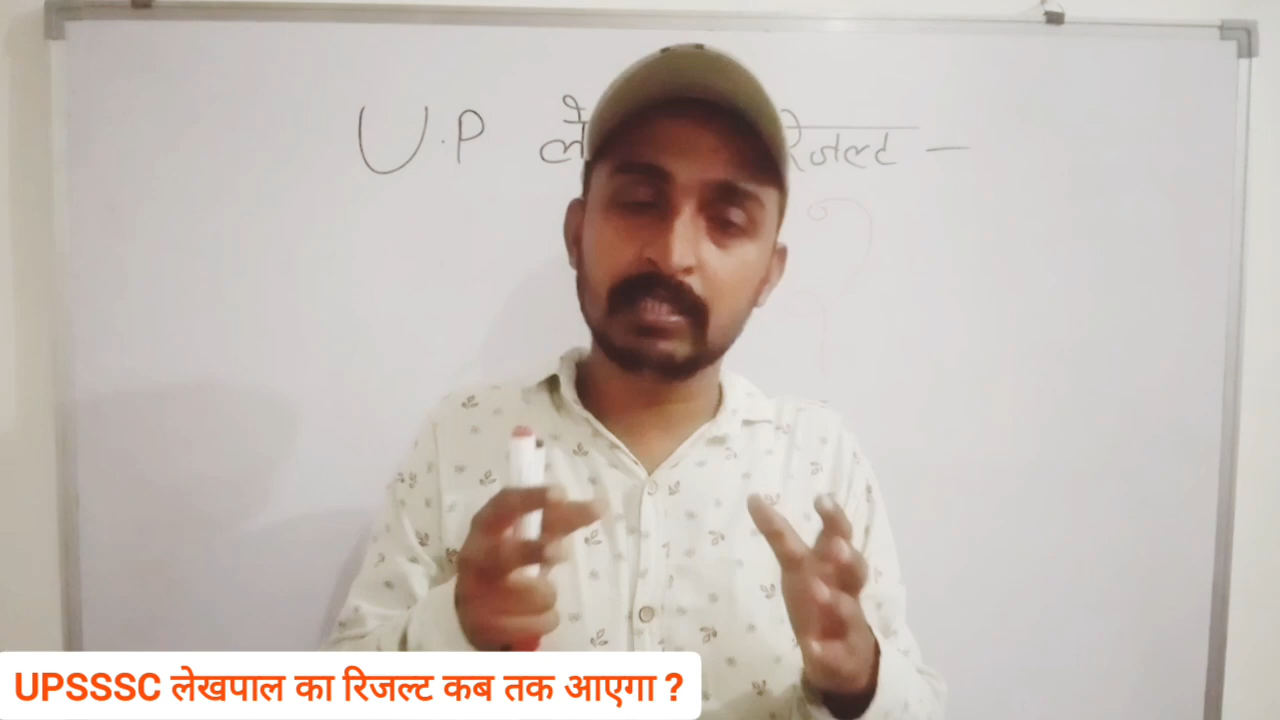 U.P रिजल्ट –
UPSSSC लेखपाल का रिजल्ट कब तक आएगा ?